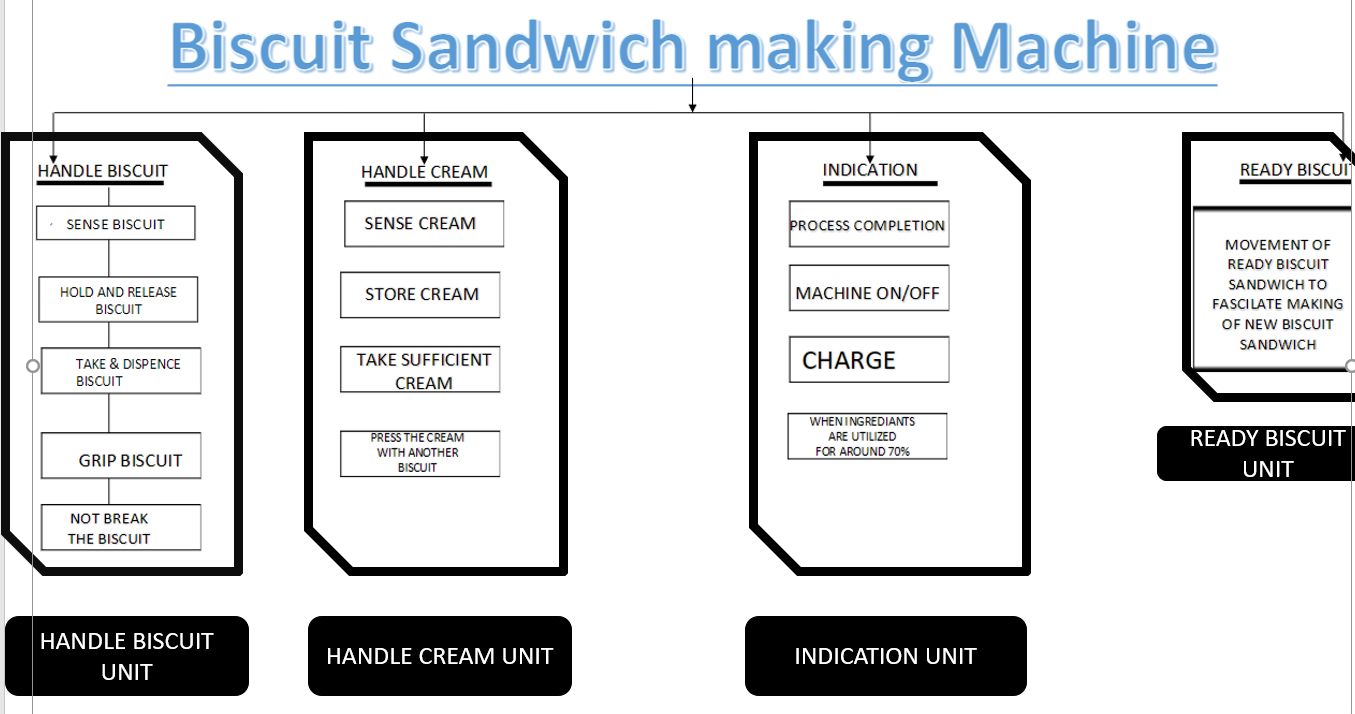 Biscuit Sandwich making Machine
HANDLE BISCUIT
SENSE BISCUIT
HOLD AND RELEASE
BISCUIT
TAKE & DISPENCE
BISCUIT
GRIP BISCUIT
NOT BREAK
THE BISCUIT
HANDLE BISCUIT
UNIT
HANDLE CREAM
SENSE CREAM
STORE CREAM
TAKE SUFFICIENT
CREAM
PRESS THE CREAM
WITH ANOTHER
BISCUIT
HANDLE CREAM UNIT
INDICATION
PROCESS COMPLETION
MACHINE ON/OFF
CHARGE
WHEN INGREDIANTS
ARE UTILIZED
FOR AROUND 70%
INDICATION UNIT
READY BISCUIT
MOVEMENT OF
READY BISCUIT
SANDWICH TO
FASCILATE MAKING
OF NEW BISCUIT
SANDWICH
READY BISCUIT
UNIT